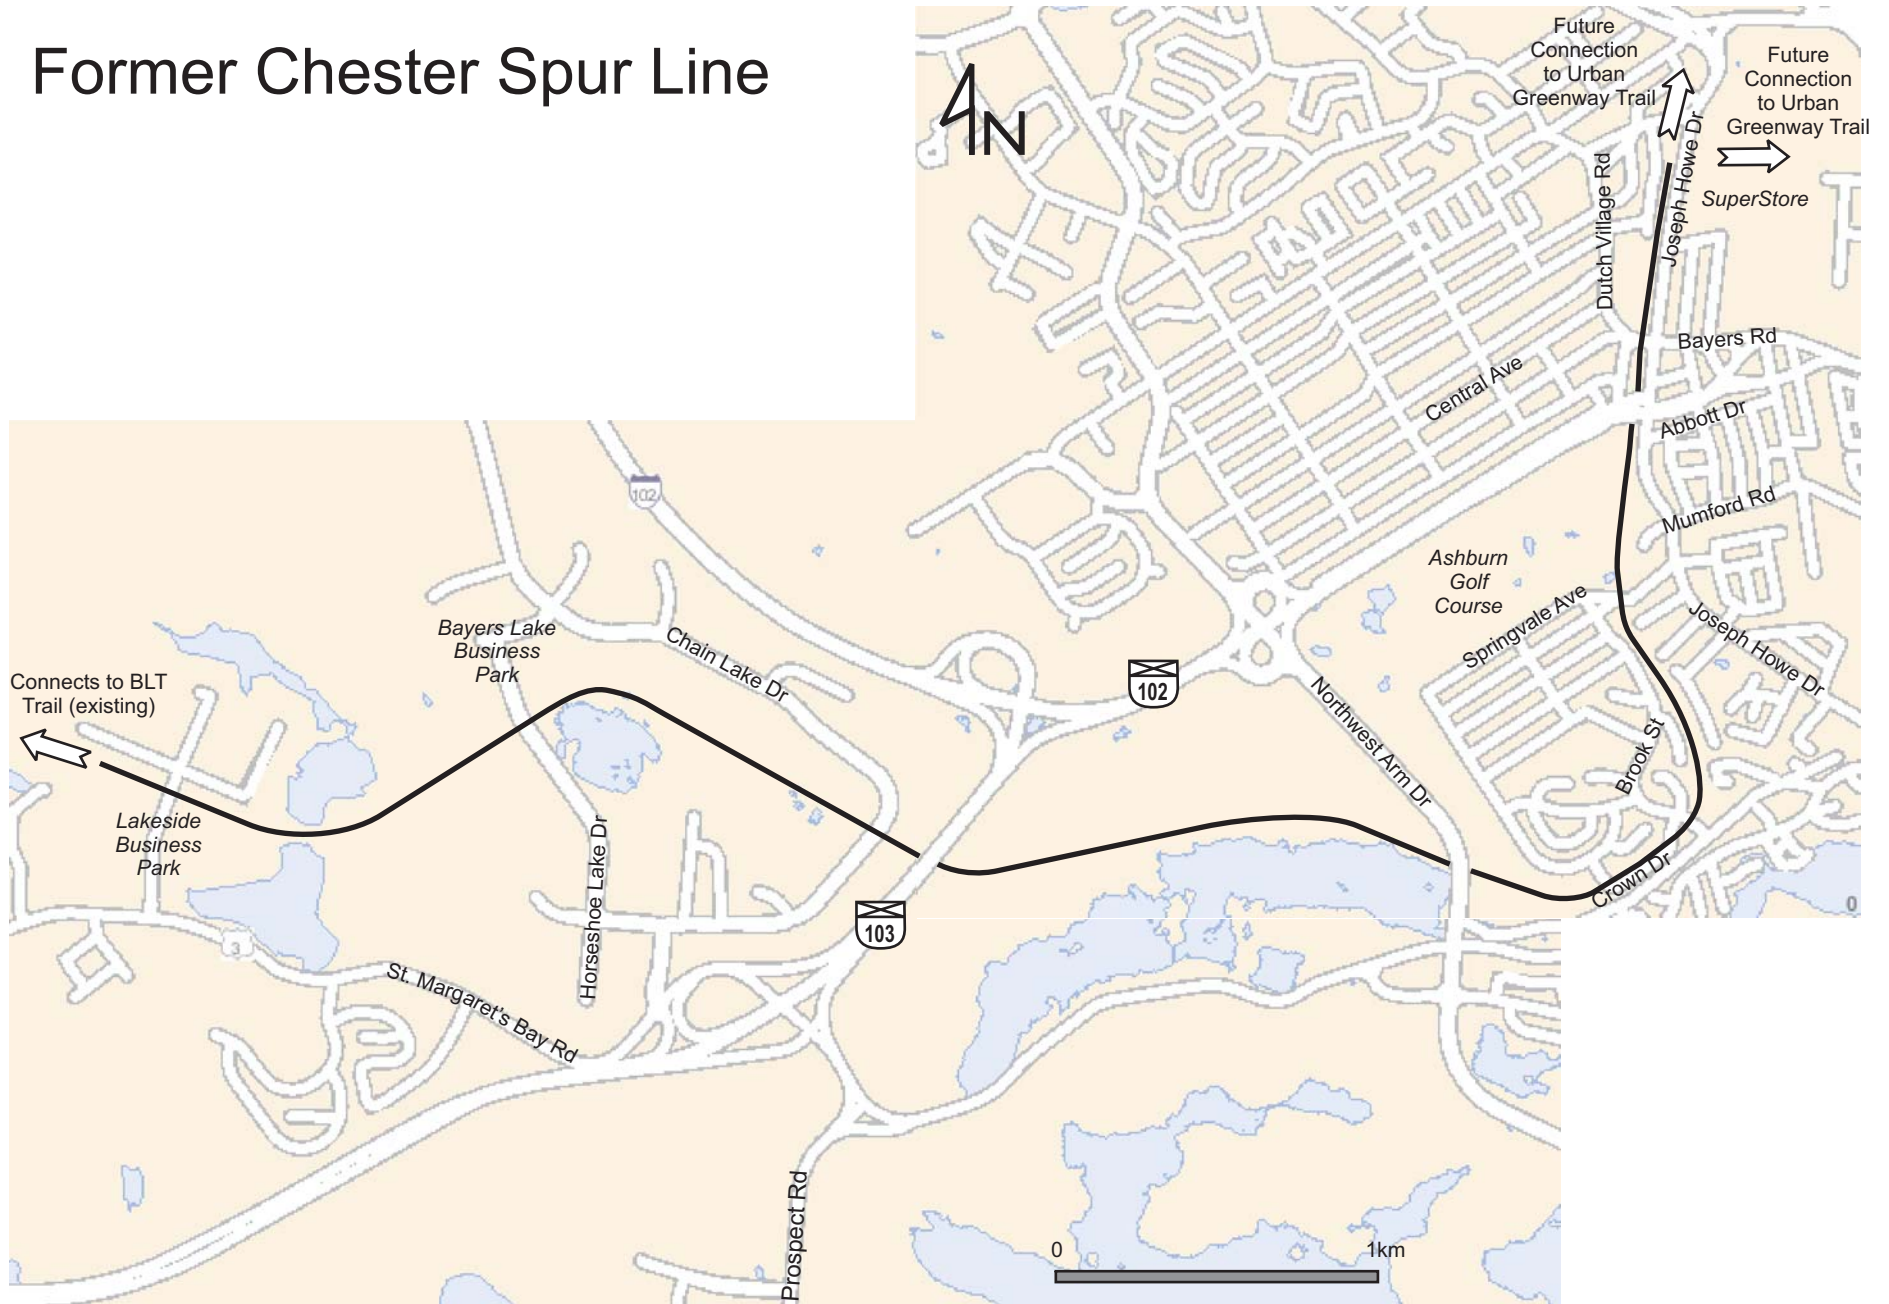 Former Chester Spur Line
N
Future
Connection
to Urban
Greenway Trail
Future
Connection
to Urban
Greenway Trail
SuperStore
Joseph Howe Dr
Dutch Village Rd
Bayers Rd
Central Ave
Abbott Dr
Mumford Rd
Ashburn
Golf
Course
Springvale Ave
Joseph Howe Dr
Brook St
Crown Dr
Northwest Arm Dr
102
102
Chain Lake Dr
Bayers Lake
Business
Park
Connects to BLT
Trail (existing)
Lakeside
Business
Park
Horseshoe Lake Dr
103
3
St. Margaret's Bay Rd
Prospect Rd
0
0 1km